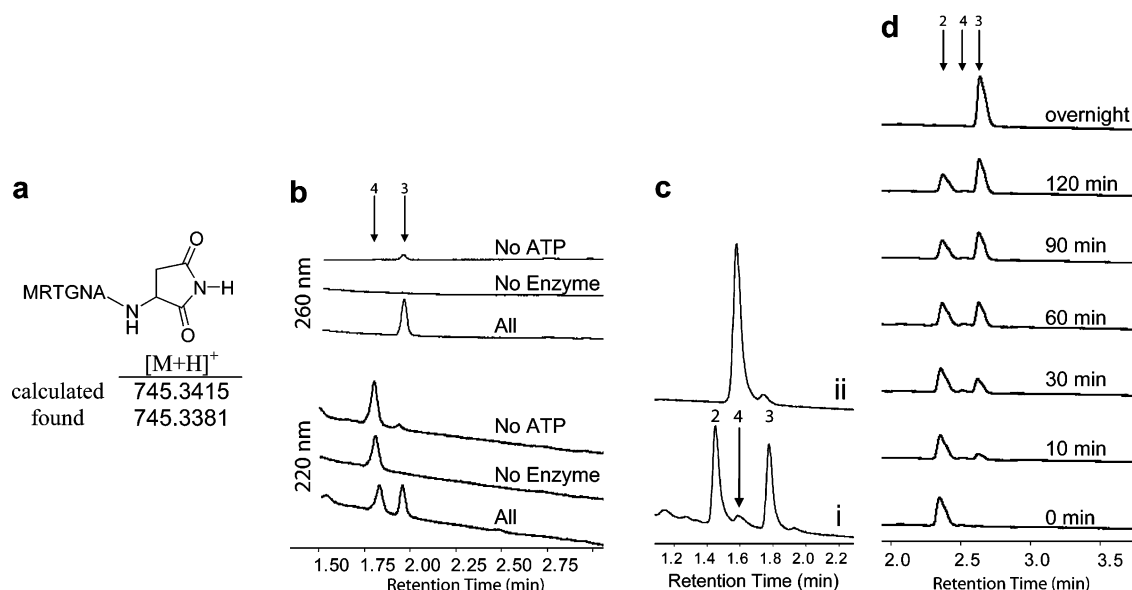 a
O
MRTGNA
N
H
N-H
O
[M+H]+
calculated 745.3415
found 745.3381
b
4 3
260 nm
No ATP
No Enzyme
All
220 nm
No ATP
No Enzyme
All
1.50 1.75 2.00 2.25 2.50 2.75
Retention Time (min)
c
ii
2 4 3
i
1.2 1.4 1.6 1.8 2.0 2.2
Retention Time (min)
d
2 4 3
overnight
120 min
90 min
60 min
30 min
10 min
0 min
2.0 2.5 3.0 3.5
Retention Time (min)